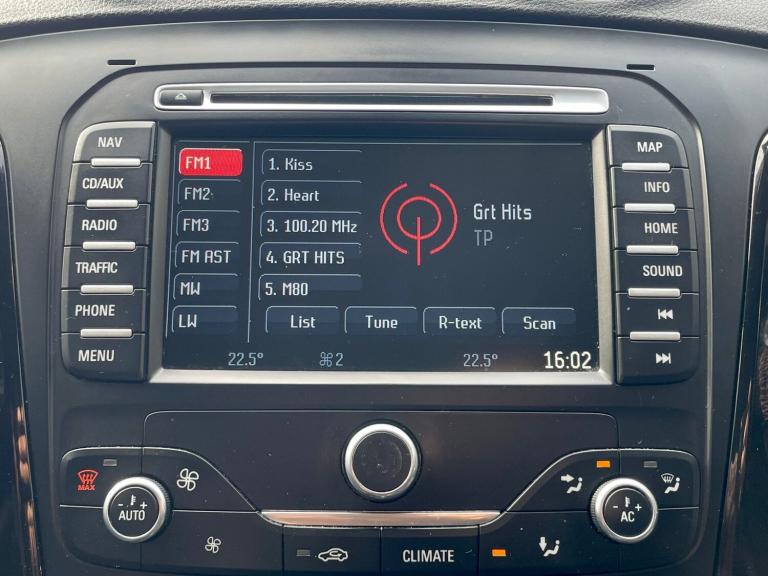 NAV
CD/AUX
RADIO
TRAFFIC
PHONE
MENU
FM1
FM2
FM3
FM AST
MW
LW
1. Kiss
2. Heart
3. 100.20 MHz
4. GRT HITS
5. M80
Grt Hits
TP
List Tune R-text Scan
22.5° ⌘2 22.5° 16:02
MAP
INFO
HOME
SOUND
MAX
- + AUTO
- + AC
CLIMATE